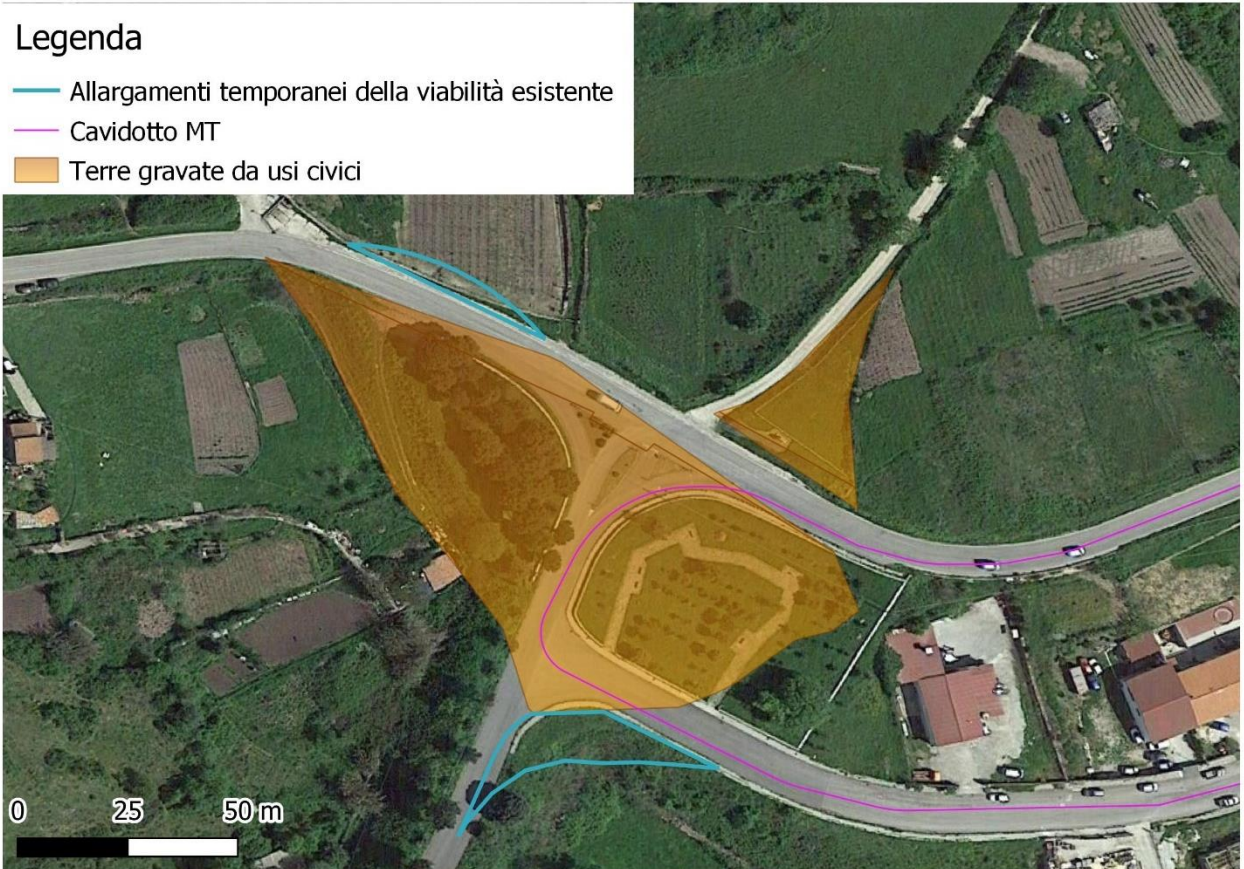 Legenda
Allargamenti temporanei della viabilità esistente
Cavidotto MT
Terre gravate da usi civici
0 25 50 m